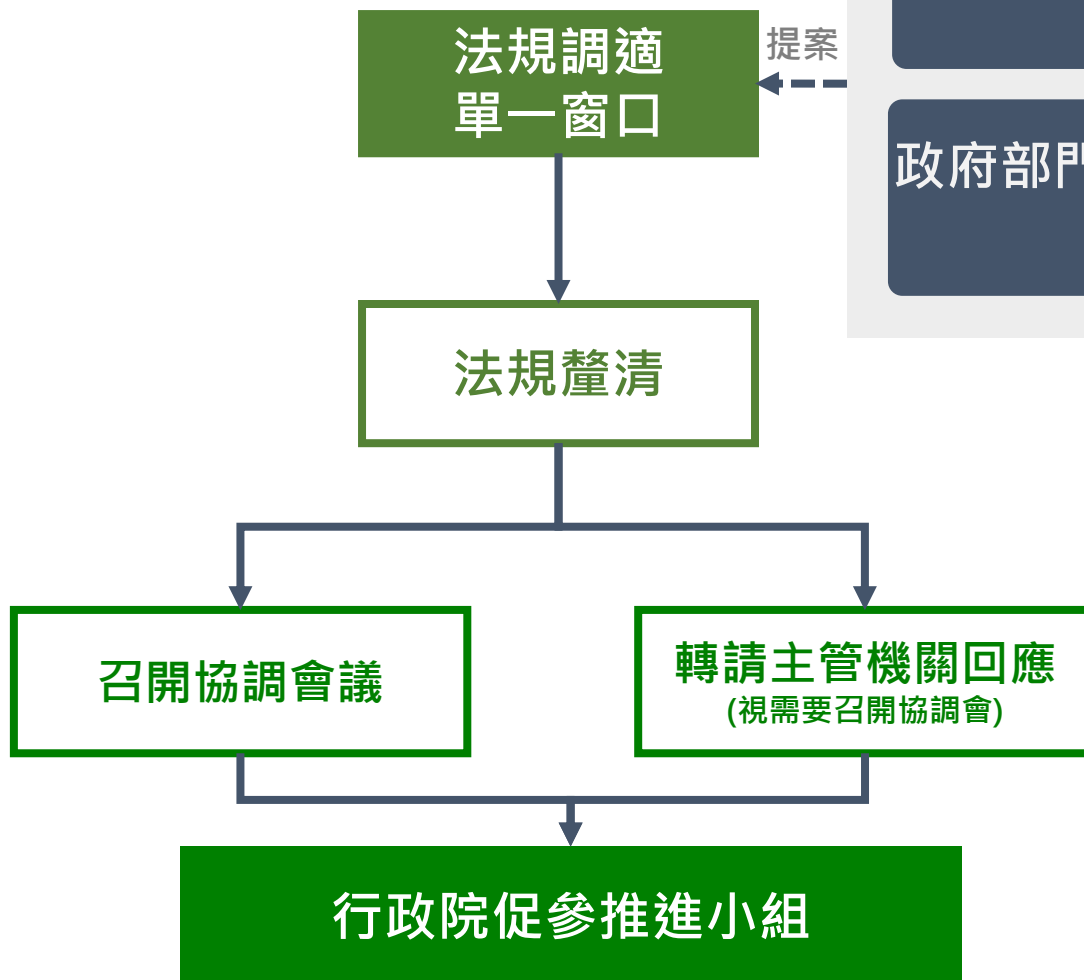 法規調適
單一窗口
提案
政府部門
法規釐清
召開協調會議
轉請主管機關回應
(視需要召開協調會)
行政院促參推進小組